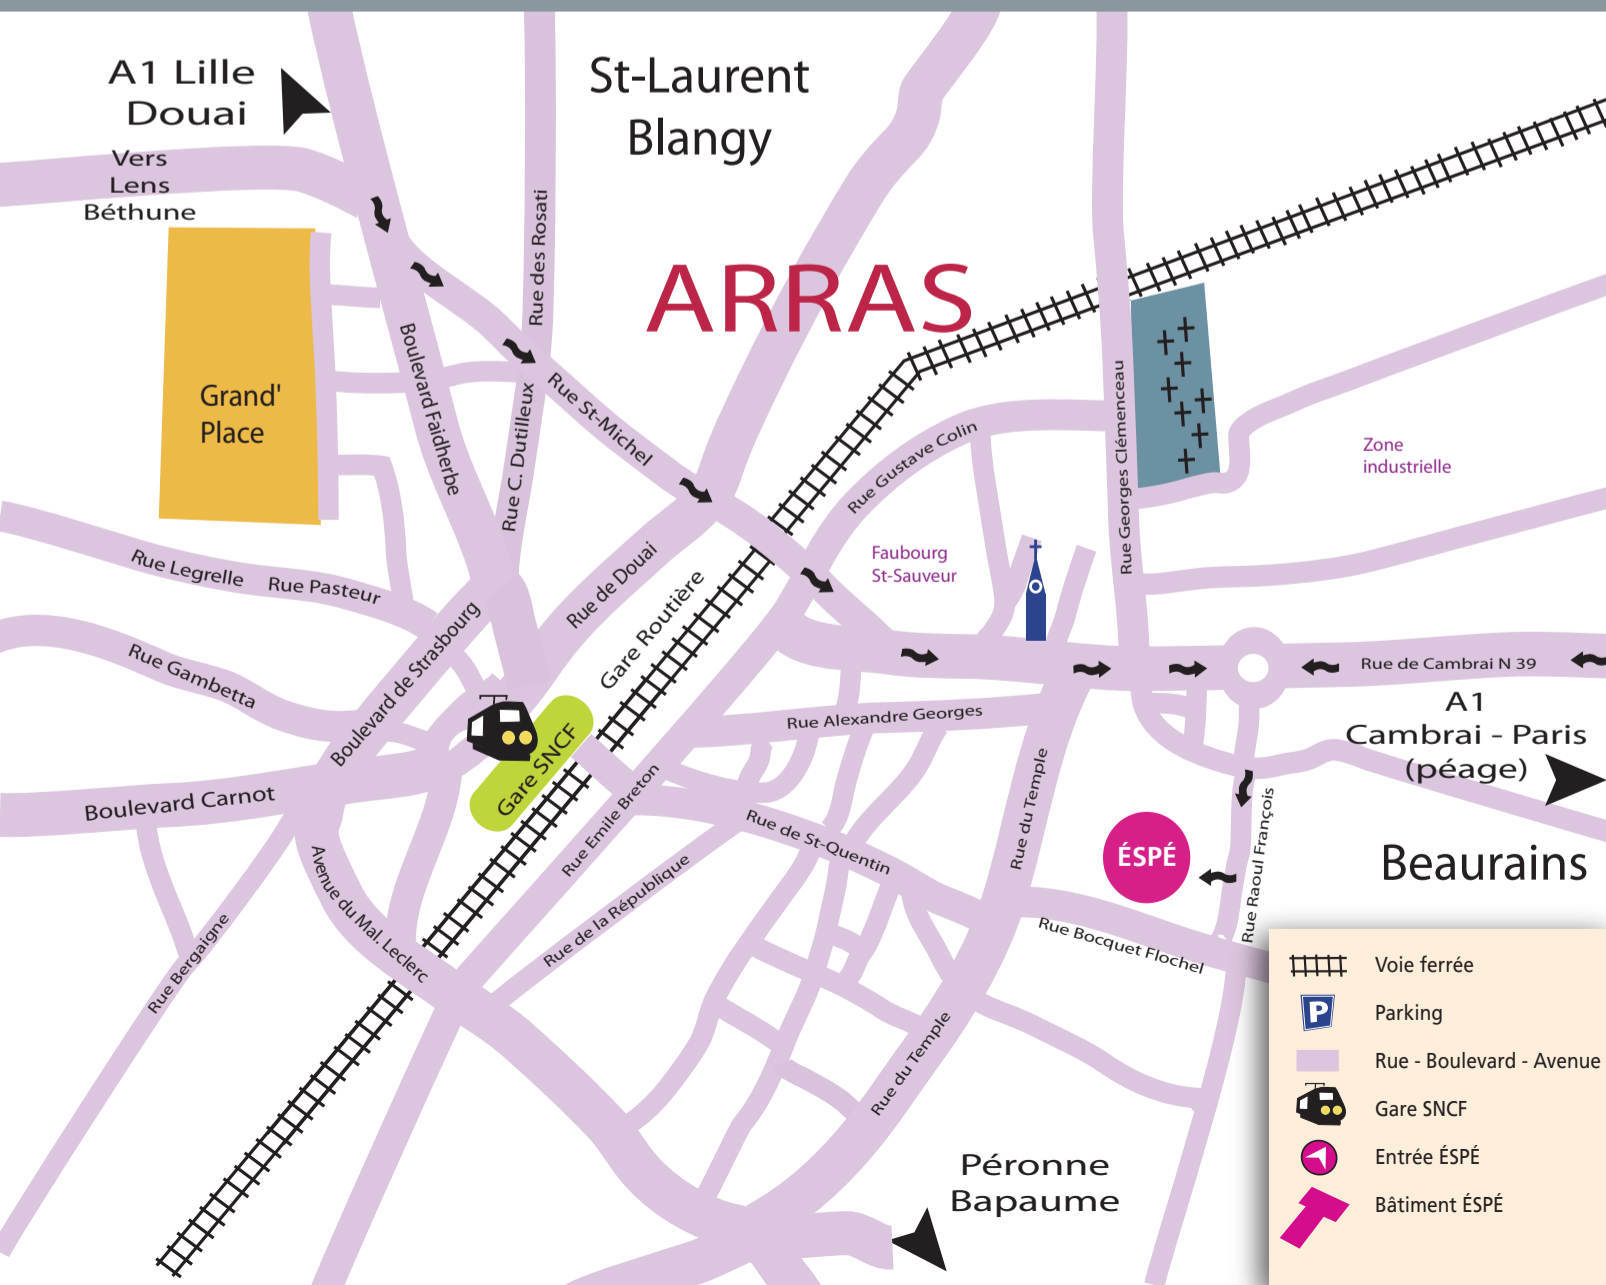 A1 Lille
Douai
Vers
Lens
Béthune
St-Laurent
Blangy
ARRAS
Grand'
Place
Rue des Rosati
Boulevard Faidherbe
Rue C. Dutilleux
Rue St-Michel
Rue Gustave Colin
Rue Georges Clémenceau
Zone
industrielle
Faubourg
St-Sauveur
Rue Legrelle
Rue Pasteur
Rue de Douai
Gare Routière
Boulevard de Strasbourg
Rue Gambetta
Gare SNCF
Boulevard Carnot
Rue Alexandre Georges
Rue de Cambrai N 39
A1
Cambrai - Paris
(péage)
Rue Emile Breton
Rue de St-Quentin
Rue du Temple
ÉSPÉ
Rue Raoul François
Beaurains
Avenue du Mal. Leclerc
Rue de la République
Rue Bergaigne
Rue Bocquet Flochel
Rue du Temple
Péronne
Bapaume
Voie ferrée
P
Parking
Rue - Boulevard - Avenue
Gare SNCF
Entrée ÉSPÉ
Bâtiment ÉSPÉ